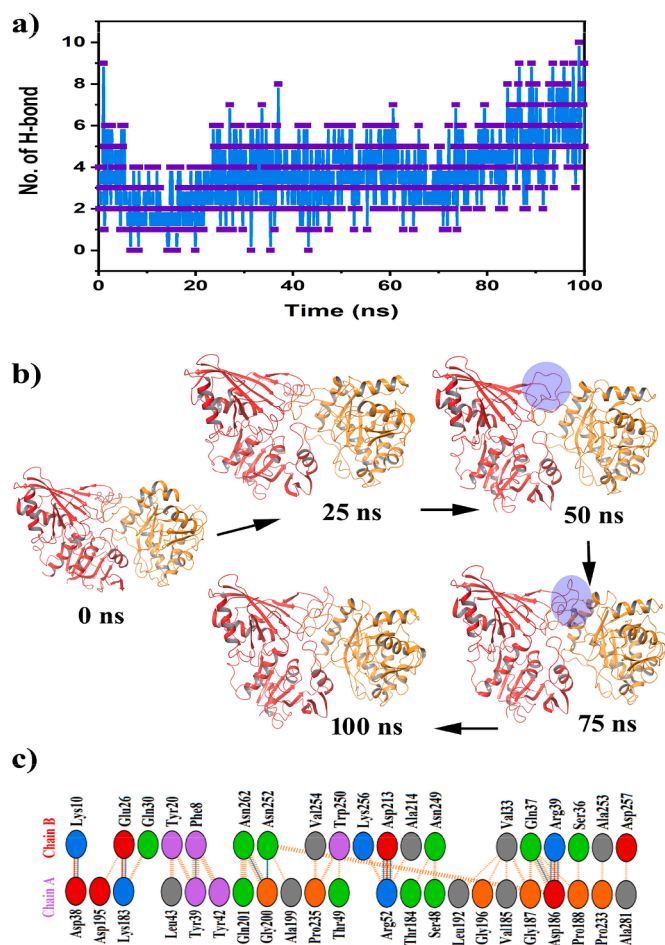 a)
No. of H-bond
10
8
6
4
2
0
0
20
40
60
80
100
Time (ns)
b)
0 ns
25 ns
50 ns
75 ns
100 ns
c)
Chain B
Lys10
Glu26
Gln30
Tyr20
Phe8
Asn262
Asn252
Val254
Trp250
Lys256
Asp213
Ala214
Asn249
Val33
Gln37
Arg39
Ser36
Ala253
Asp257
Chain A
Asp38
Asp195
Lys183
Leu43
Tyr39
Tyr42
Gln201
Gly200
Ala199
Pro235
Thr49
Arg52
Thr184
Ser48
Leu192
Gly196
Val185
Gly187
Asp186
Pro188
Pro233
Ala281